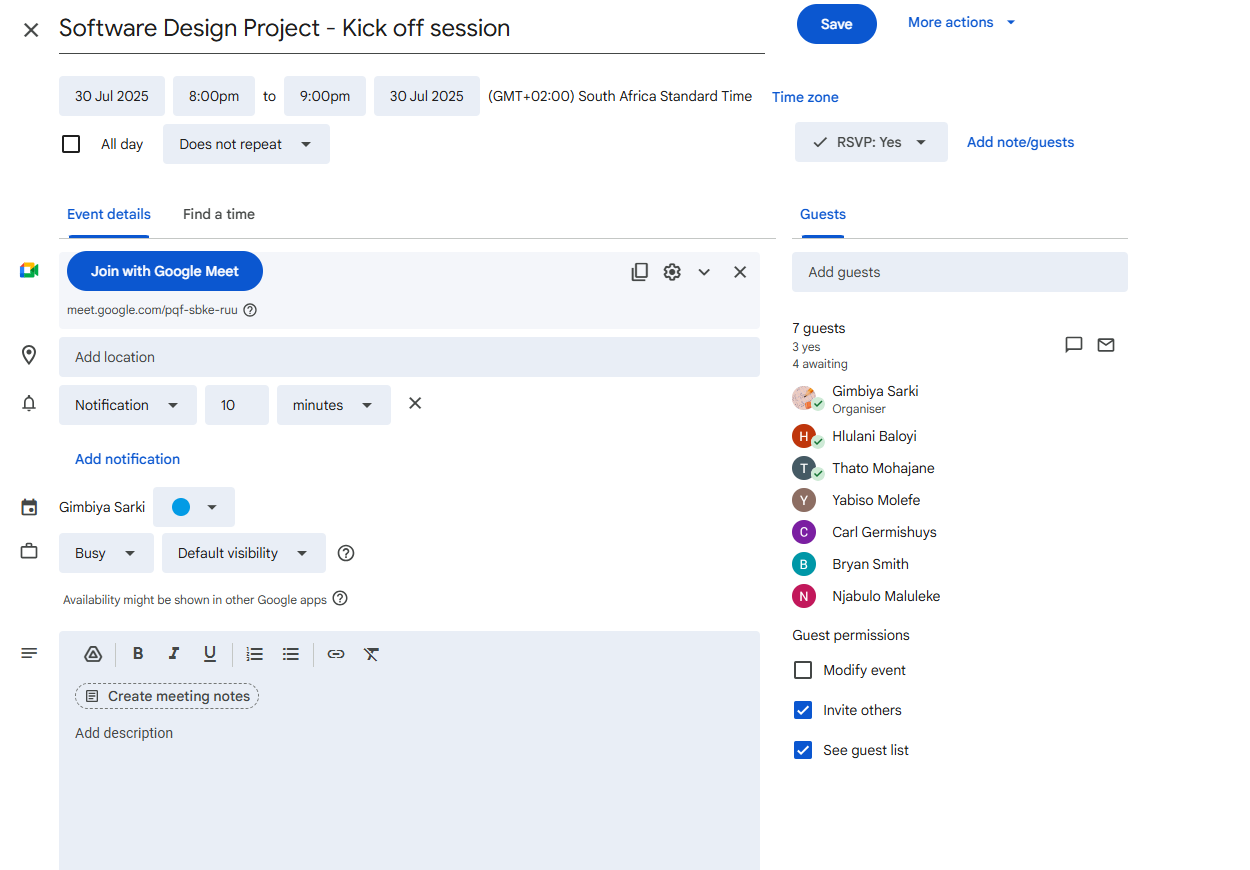 Software Design Project - Kick off session
Save
More actions
30 Jul 2025 8:00pm to 9:00pm 30 Jul 2025 (GMT+02:00) South Africa Standard Time Time zone
All day Does not repeat
RSVP: Yes Add note/guests
Event details Find a time
Join with Google Meet
meet.google.com/pqf-sbke-ruu
Add location
Notification 10 minutes
Add notification
Gimbiya Sarki
Busy Default visibility
Availability might be shown in other Google apps
B I U
Create meeting notes
Add description
Guests
Add guests
7 guests
3 yes
4 awaiting
Gimbiya Sarki
Organiser
H Hlulani Baloyi
T Thato Mohajane
Y Yabiso Molefe
C Carl Germishuys
B Bryan Smith
N Njabulo Maluleke
Guest permissions
Modify event
Invite others
See guest list